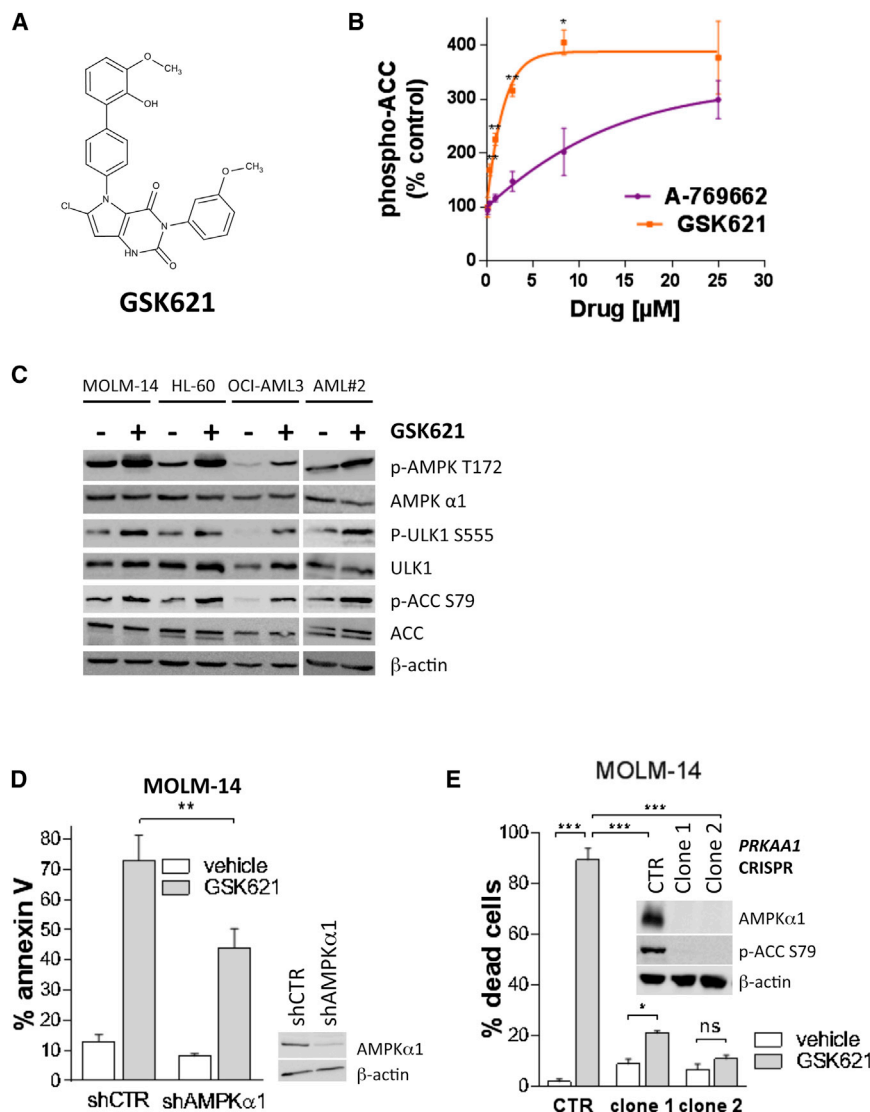 A
O
CH₃
OH
O
CH₃
N
O
Cl
N
HN
O
GSK621
B
phospho-ACC
(% control)
400
300
200
100
0
*
**
**
**
A-769662
GSK621
0 5 10 15 20 25 30
Drug [µM]
C
MOLM-14 HL-60 OCI-AML3 AML#2
- + - + - + - + GSK621
p-AMPK T172
AMPK α1
P-ULK1 S555
ULK1
p-ACC S79
ACC
β-actin
D
MOLM-14
**
% annexin V
80
70
60
50
40
30
20
10
0
vehicle
GSK621
shCTR shAMPKα1
shCTR
shAMPKα1
AMPKα1
β-actin
E
MOLM-14
***
*** ***
% dead cells
100
80
60
40
20
0
CTR
Clone 1
Clone 2
PRKAA1
CRISPR
AMPKα1
p-ACC S79
β-actin
*
ns
vehicle
GSK621
CTR clone 1 clone 2